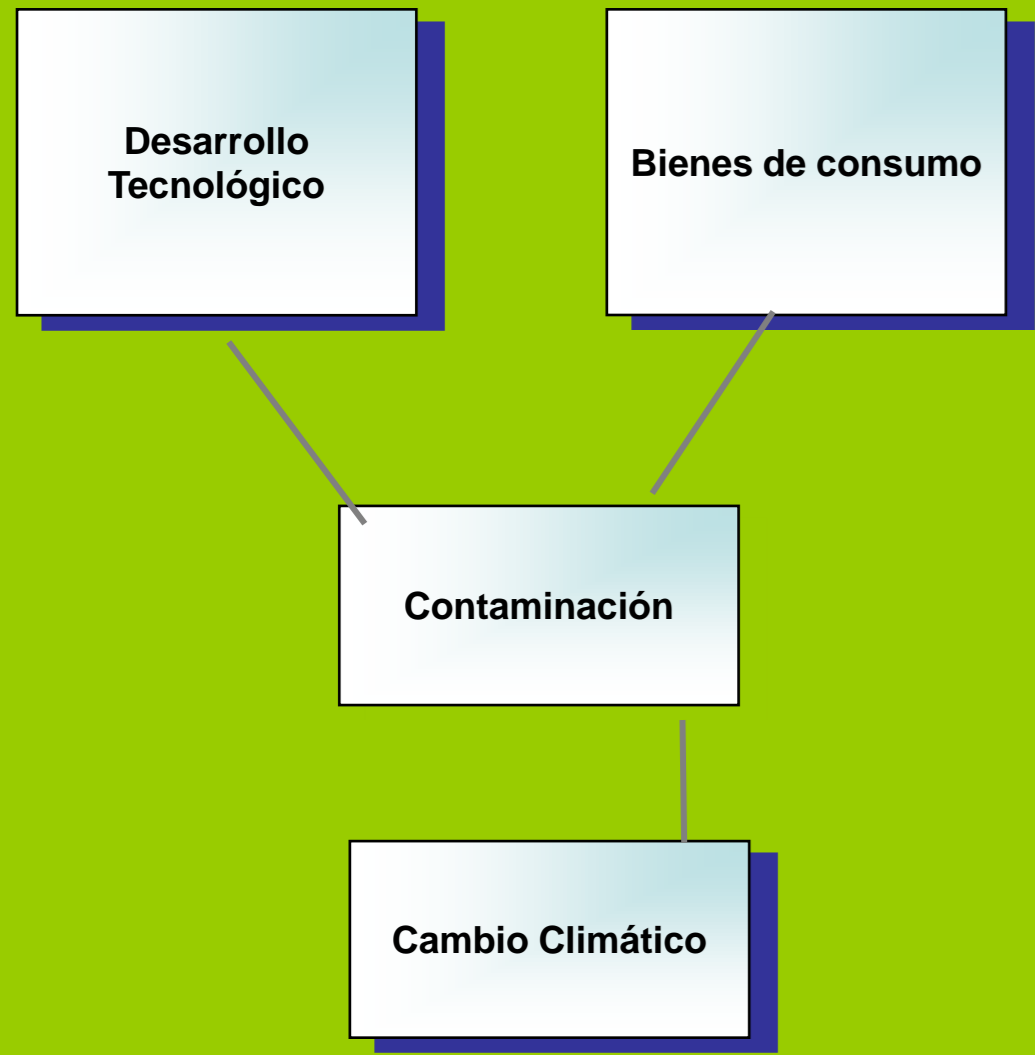 Desarrollo
Tecnológico
Bienes de consumo
Contaminación
Cambio Climático